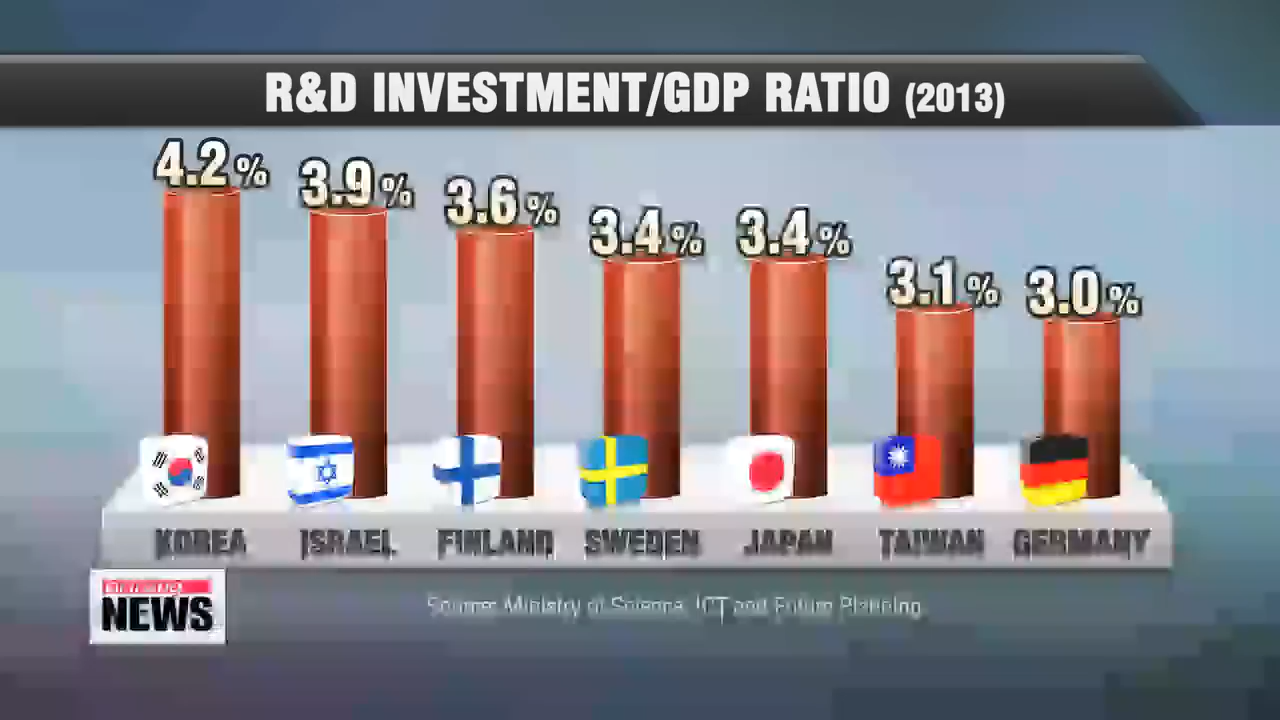 R&D INVESTMENT/GDP RATIO (2013)
4.2% 3.9% 3.6% 3.4% 3.4% 3.1% 3.0%
KOREA ISRAEL FINLAND SWEDEN JAPAN TAIWAN GERMANY
NEWS
Source: Ministry of Science, ICT and Future Planning